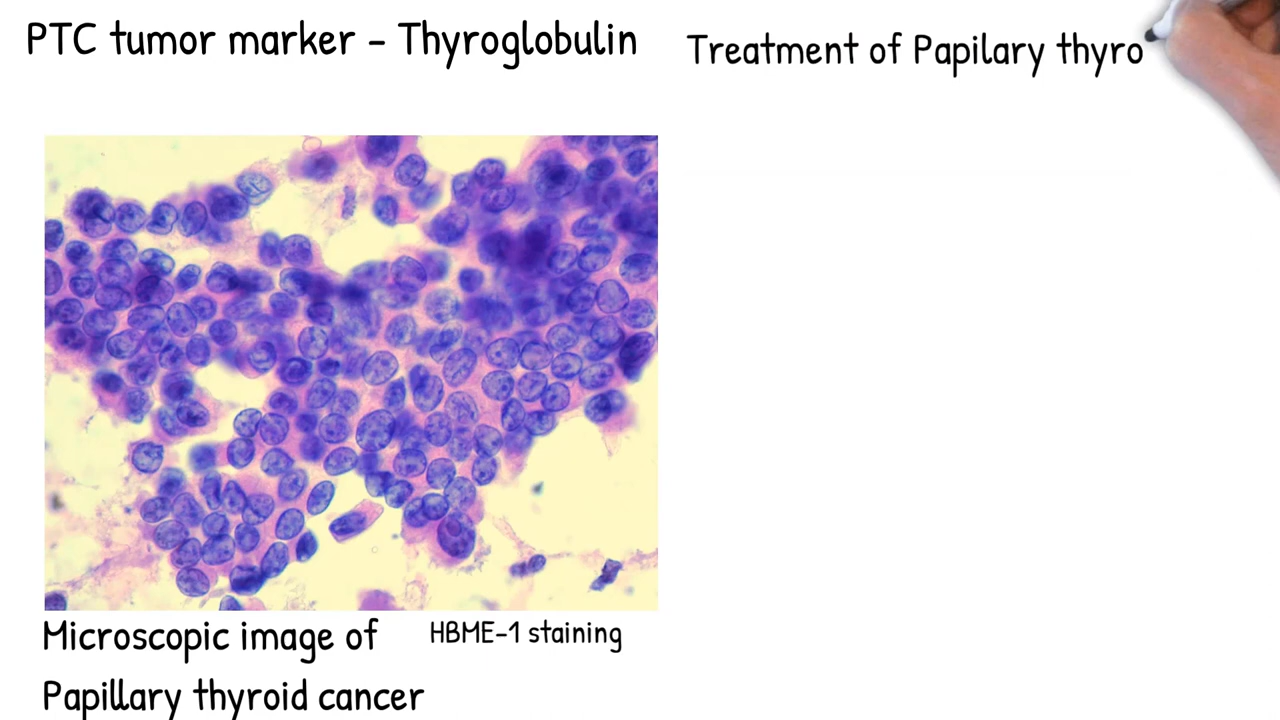 PTC tumor marker - Thyroglobulin
Treatment of Papilary thyro
Microscopic image of
Papillary thyroid cancer
HBME-1 staining